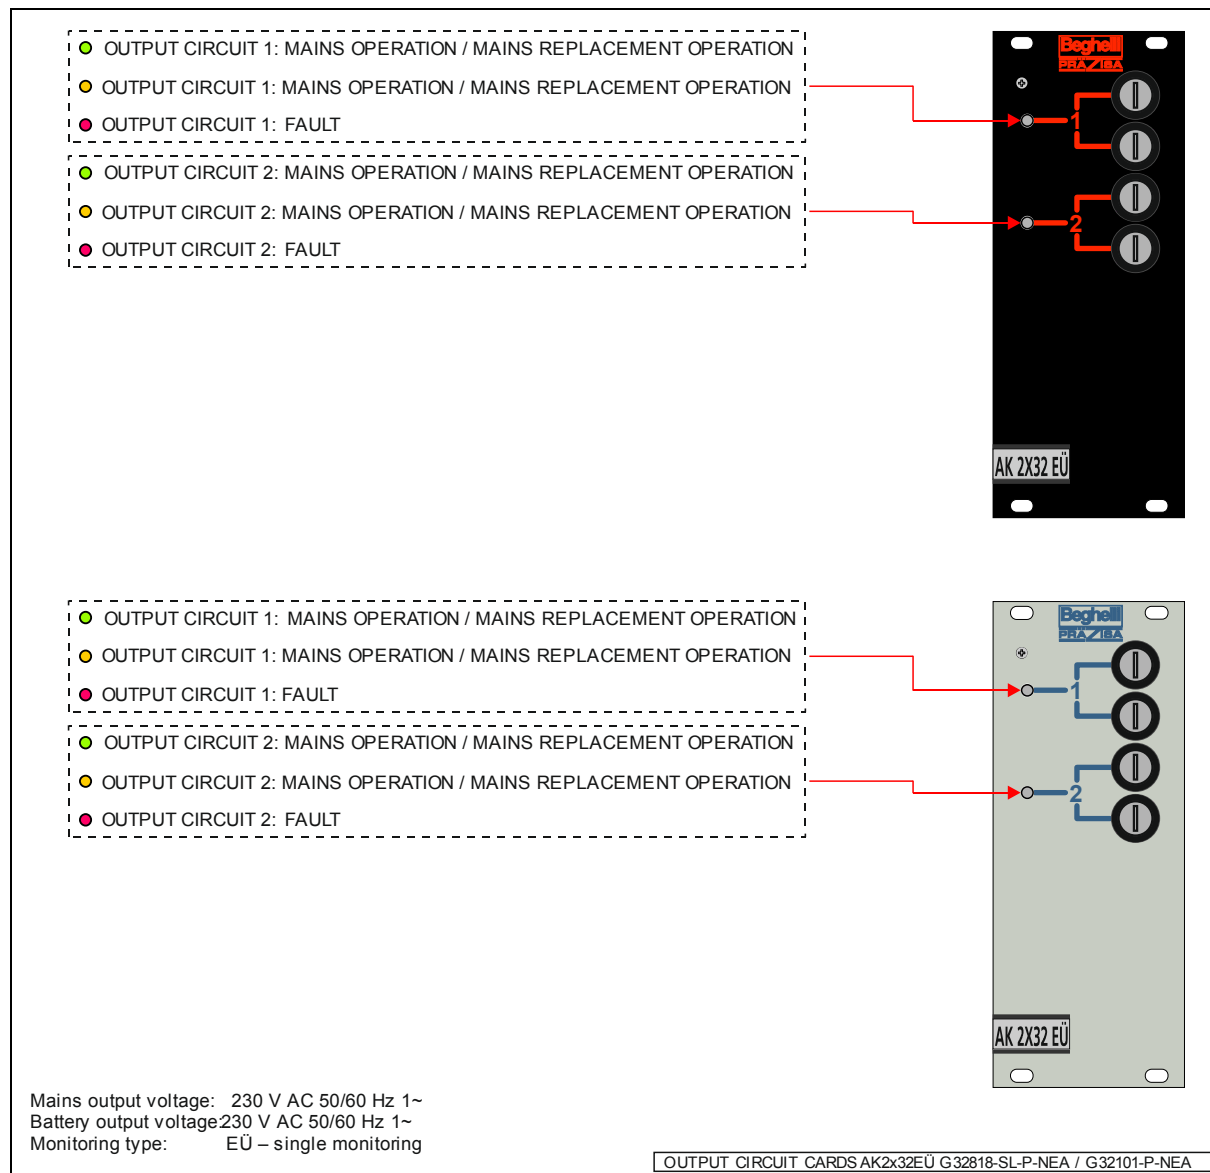 OUTPUT CIRCUIT 1: MAINS OPERATION / MAINS REPLACEMENT OPERATION
OUTPUT CIRCUIT 1: MAINS OPERATION / MAINS REPLACEMENT OPERATION
OUTPUT CIRCUIT 1: FAULT
OUTPUT CIRCUIT 2: MAINS OPERATION / MAINS REPLACEMENT OPERATION
OUTPUT CIRCUIT 2: MAINS OPERATION / MAINS REPLACEMENT OPERATION
OUTPUT CIRCUIT 2: FAULT
Beghelli
PRÄZISA
1
2
AK 2X32 EÜ
OUTPUT CIRCUIT 1: MAINS OPERATION / MAINS REPLACEMENT OPERATION
OUTPUT CIRCUIT 1: MAINS OPERATION / MAINS REPLACEMENT OPERATION
OUTPUT CIRCUIT 1: FAULT
OUTPUT CIRCUIT 2: MAINS OPERATION / MAINS REPLACEMENT OPERATION
OUTPUT CIRCUIT 2: MAINS OPERATION / MAINS REPLACEMENT OPERATION
OUTPUT CIRCUIT 2: FAULT
Beghelli
PRÄZISA
1
2
AK 2X32 EÜ
Mains output voltage: 230 V AC 50/60 Hz 1~
Battery output voltage:230 V AC 50/60 Hz 1~
Monitoring type: EÜ – single monitoring
OUTPUT CIRCUIT CARDS AK2x32EÜ G32818-SL-P-NEA / G32101-P-NEA